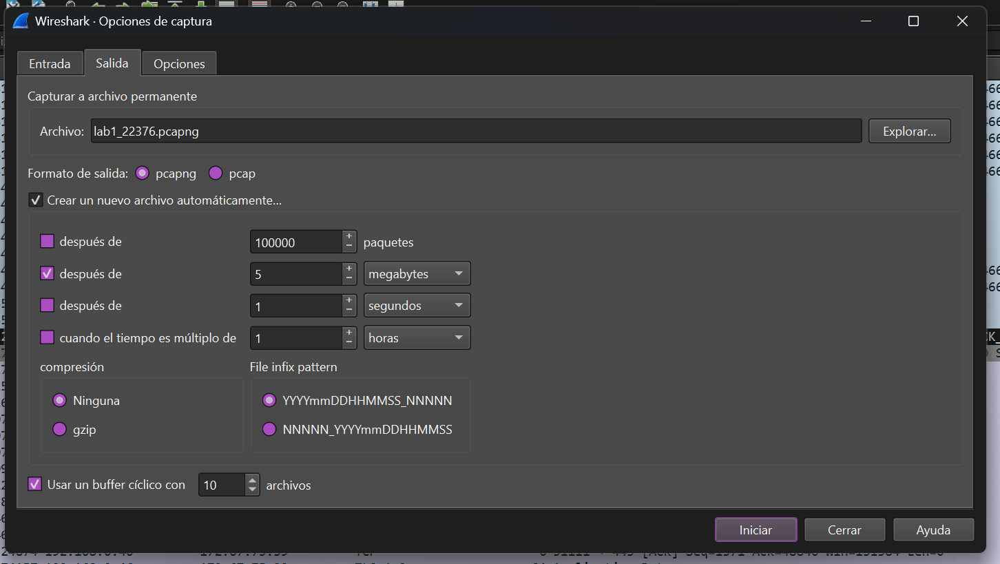 Wireshark · Opciones de captura
Entrada Salida Opciones
Capturar a archivo permanente
Archivo: lab1_22376.pcapng Explorar...
Formato de salida: pcapng pcap
Crear un nuevo archivo automáticamente...
después de 100000 paquetes
después de 5 megabytes
después de 1 segundos
cuando el tiempo es múltiplo de 1 horas
compresión File infix pattern
Ninguna YYYYmmDDHHMMSS_NNNNN
gzip NNNNN_YYYYmmDDHHMMSS
Usar un buffer cíclico con 10 archivos
Iniciar Cerrar Ayuda